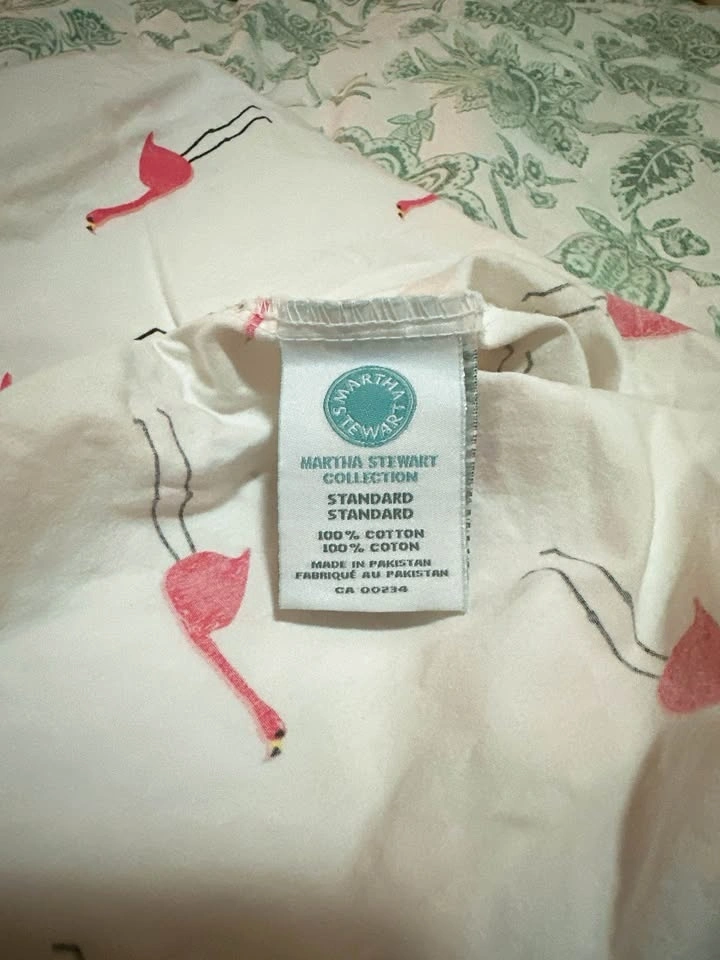 MARTHA
STEWART
MARTHA STEWART
COLLECTION
STANDARD
STANDARD
100% COTTON
100% COTON
MADE IN PAKISTAN
FABRIQUÉ AU PAKISTAN
CA 00234